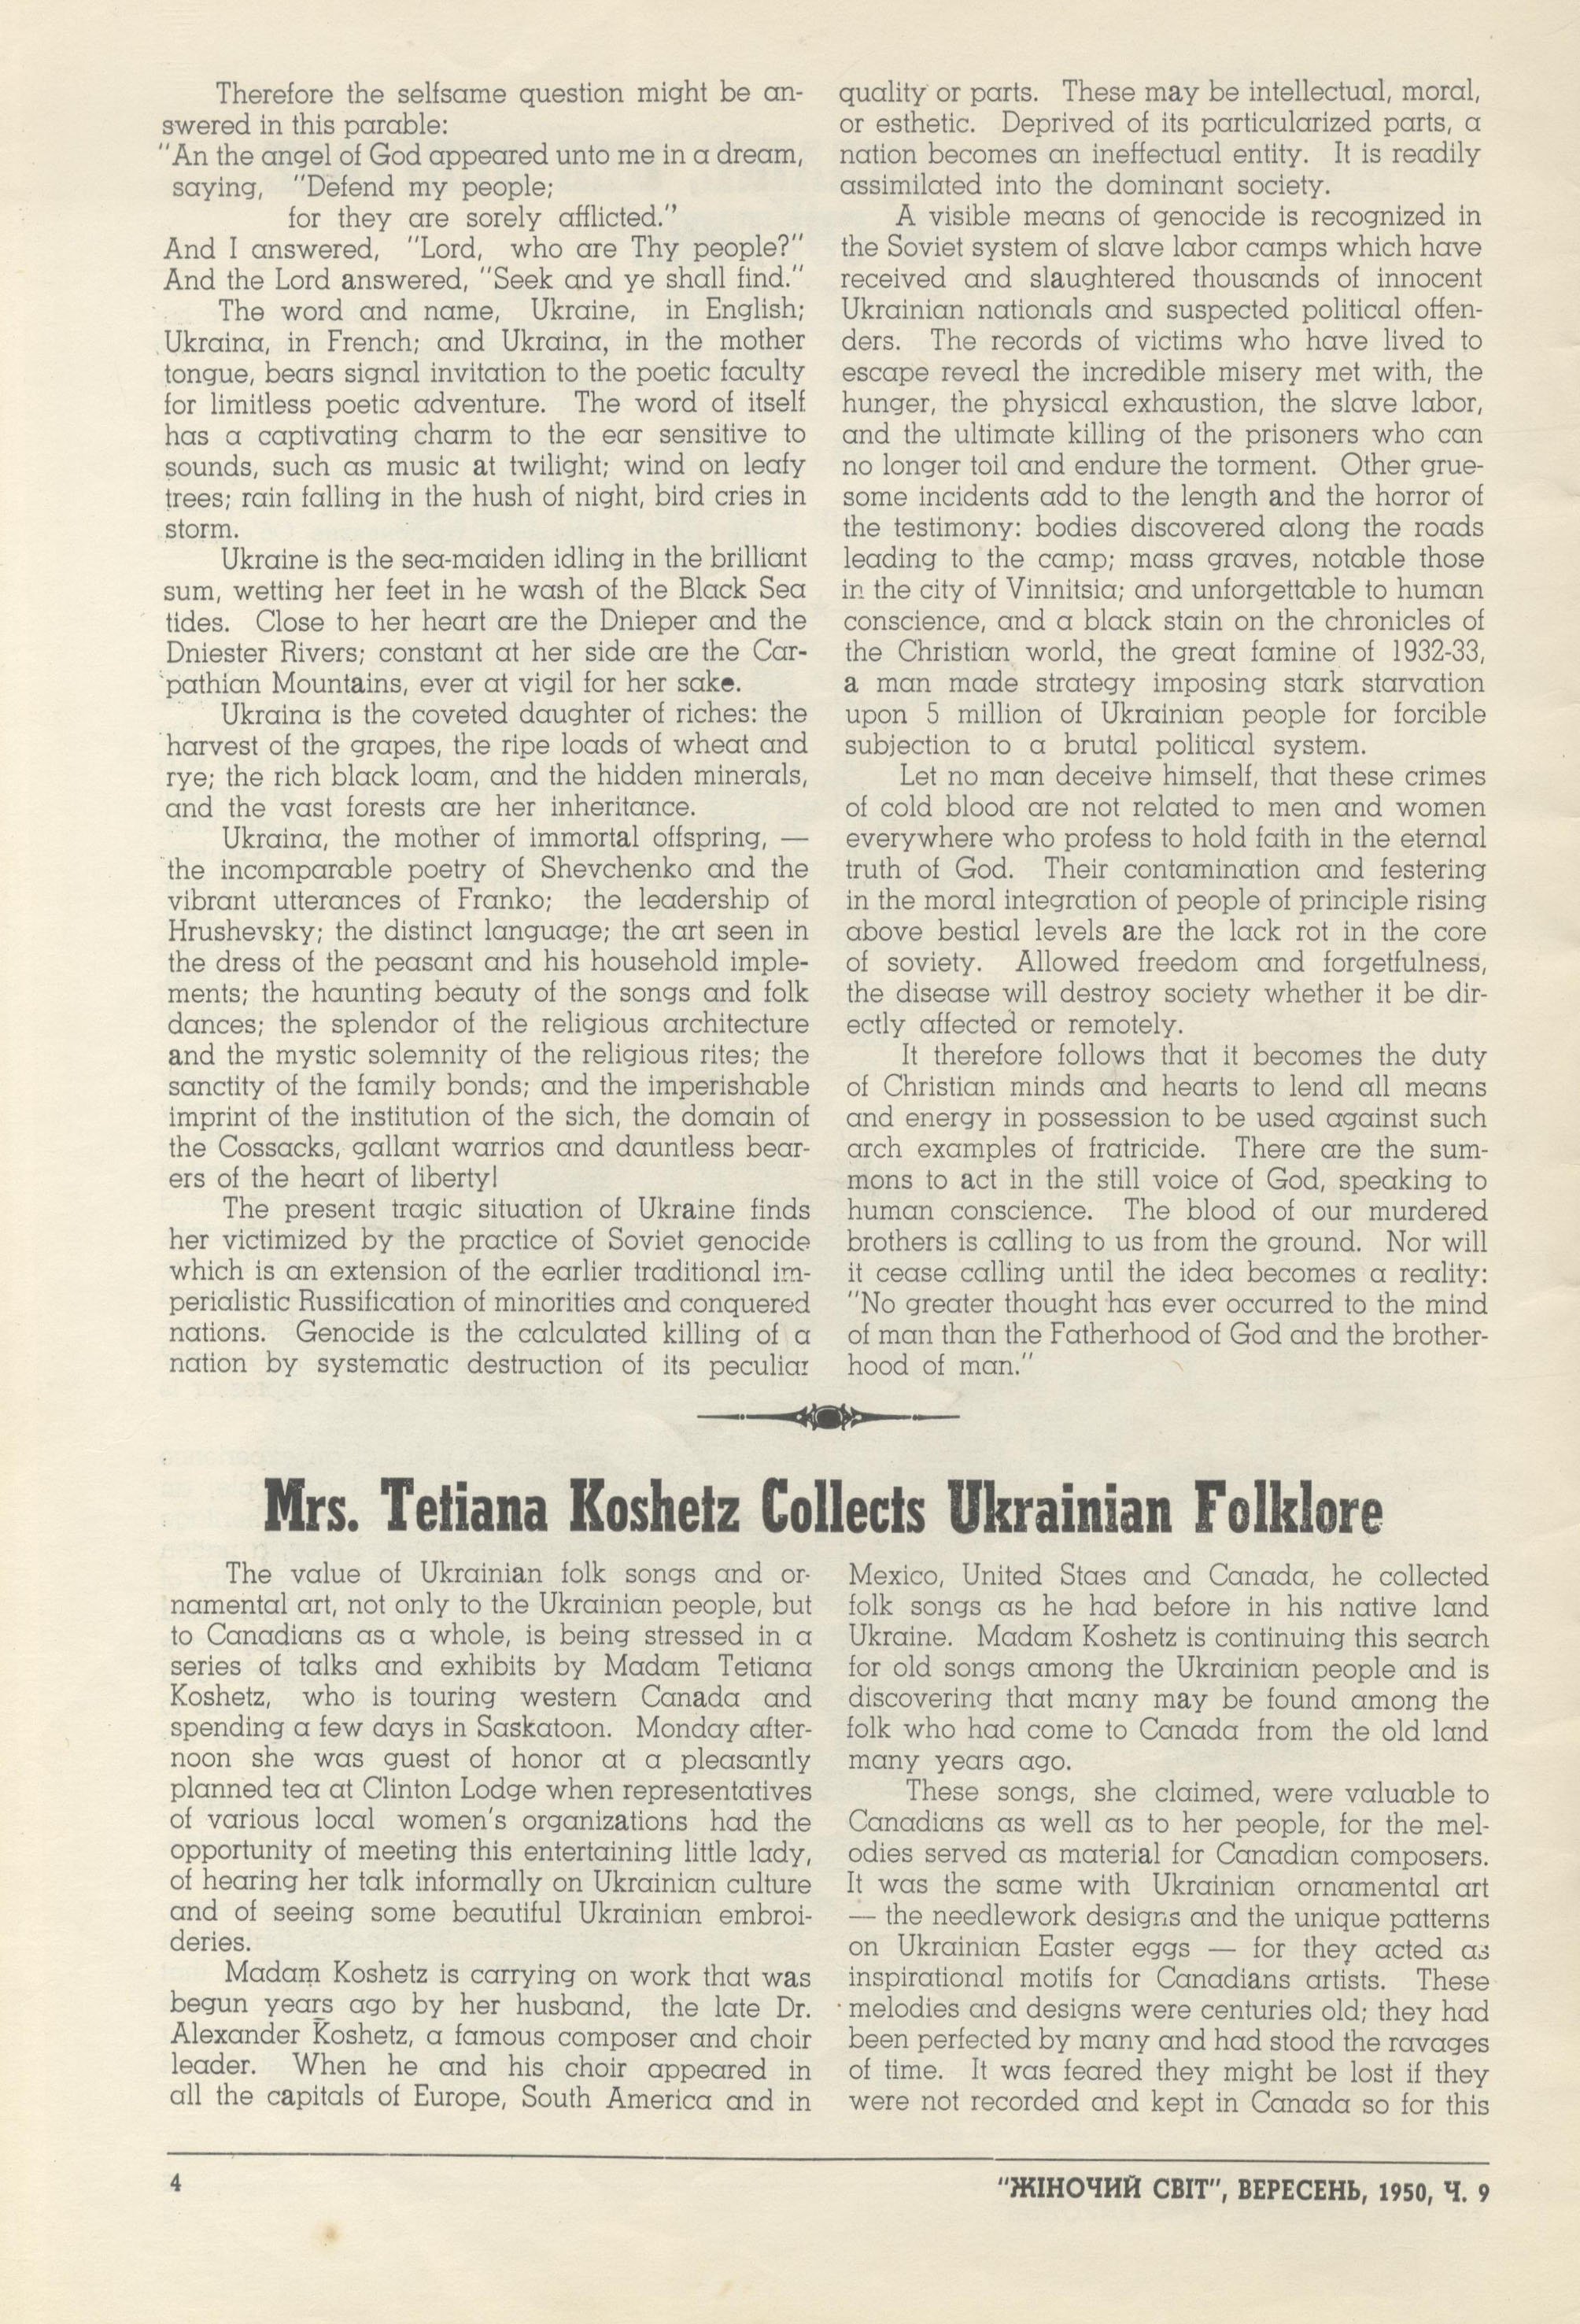 Therefore the selfsame question might be an-
swered in this parable:
"An the angel of God appeared unto me in a dream,
saying, "Defend my people;
for they are sorely afflicted."
And I answered, "Lord, who are Thy people?"
And the Lord answered, "Seek and ye shall find."
The word and name, Ukraine, in English;
Ukraina, in French; and Ukraina, in the mother
tongue, bears signal invitation to the poetic faculty
for limitless poetic adventure. The word of itself
has a captivating charm to the ear sensitive to
sounds, such as music at twilight; wind on leafy
trees; rain falling in the hush of night, bird cries in
storm.
Ukraine is the sea-maiden idling in the brilliant
sum, wetting her feet in he wash of the Black Sea
tides. Close to her heart are the Dnieper and the
Dniester Rivers; constant at her side are the Car-
pathian Mountains, ever at vigil for her sake.
Ukraina is the coveted daughter of riches: the
harvest of the grapes, the ripe loads of wheat and
rye; the rich black loam, and the hidden minerals,
and the vast forests are her inheritance.
Ukraina, the mother of immortal offspring, —
the incomparable poetry of Shevchenko and the
vibrant utterances of Franko; the leadership of
Hrushevsky; the distinct language; the art seen in
the dress of the peasant and his household imple-
ments; the haunting beauty of the songs and folk
dances; the splendor of the religious architecture
and the mystic solemnity of the religious rites; the
sanctity of the family bonds; and the imperishable
imprint of the institution of the sich, the domain of
the Cossacks, gallant warrios and dauntless bear-
ers of the heart of liberty!
The present tragic situation of Ukraine finds
her victimized by the practice of Soviet genocide
which is an extension of the earlier traditional im-
perialistic Russification of minorities and conquered
nations. Genocide is the calculated killing of a
nation by systematic destruction of its peculiar
quality or parts. These may be intellectual, moral,
or esthetic. Deprived of its particularized parts, a
nation becomes an ineffectual entity. It is readily
assimilated into the dominant society.
A visible means of genocide is recognized in
the Soviet system of slave labor camps which have
received and slaughtered thousands of innocent
Ukrainian nationals and suspected political offen-
ders. The records of victims who have lived to
escape reveal the incredible misery met with, the
hunger, the physical exhaustion, the slave labor,
and the ultimate killing of the prisoners who can
no longer toil and endure the torment. Other grue-
some incidents add to the length and the horror of
the testimony: bodies discovered along the roads
leading to the camp; mass graves, notable those
in the city of Vinnitsia; and unforgettable to human
conscience, and a black stain on the chronicles of
the Christian world, the great famine of 1932-33,
a man made strategy imposing stark starvation
upon 5 million of Ukrainian people for forcible
subjection to a brutal political system.
Let no man deceive himself, that these crimes
of cold blood are not related to men and women
everywhere who profess to hold faith in the eternal
truth of God. Their contamination and festering
in the moral integration of people of principle rising
above bestial levels are the lack rot in the core
of soviety. Allowed freedom and forgetfulness,
the disease will destroy society whether it be dir-
ectly affected or remotely.
It therefore follows that it becomes the duty
of Christian minds and hearts to lend all means
and energy in possession to be used against such
arch examples of fratricide. There are the sum-
mons to act in the still voice of God, speaking to
human conscience. The blood of our murdered
brothers is calling to us from the ground. Nor will
it cease calling until the idea becomes a reality:
"No greater thought has ever occurred to the mind
of man than the Fatherhood of God and the brother-
hood of man."
Mrs. Tetiana Koshetz Collects Ukrainian Folklore
The value of Ukrainian folk songs and or-
namental art, not only to the Ukrainian people, but
to Canadians as a whole, is being stressed in a
series of talks and exhibits by Madam Tetiana
Koshetz, who is touring western Canada and
spending a few days in Saskatoon. Monday after-
noon she was guest of honor at a pleasantly
planned tea at Clinton Lodge when representatives
of various local women's organizations had the
opportunity of meeting this entertaining little lady,
of hearing her talk informally on Ukrainian culture
and of seeing some beautiful Ukrainian embroi-
deries.
Madam Koshetz is carrying on work that was
begun years ago by her husband, the late Dr.
Alexander Koshetz, a famous composer and choir
leader. When he and his choir appeared in
all the capitals of Europe, South America and in
Mexico, United Staes and Canada, he collected
folk songs as he had before in his native land
Ukraine. Madam Koshetz is continuing this search
for old songs among the Ukrainian people and is
discovering that many may be found among the
folk who had come to Canada from the old land
many years ago.
These songs, she claimed, were valuable to
Canadians as well as to her people, for the mel-
odies served as material for Canadian composers.
It was the same with Ukrainian ornamental art
— the needlework designs and the unique patterns
on Ukrainian Easter eggs — for they acted as
inspirational motifs for Canadians artists. These
melodies and designs were centuries old; they had
been perfected by many and had stood the ravages
of time. It was feared they might be lost if they
were not recorded and kept in Canada so for this
4
"ЖІНОЧИЙ СВІТ", ВЕРЕСЕНЬ, 1950, Ч. 9